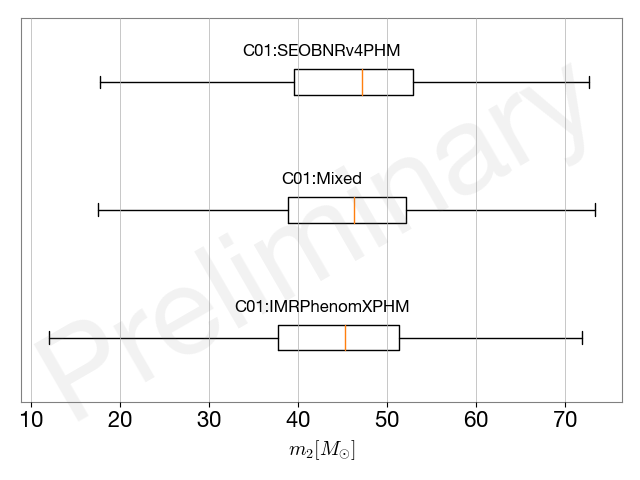 C01:SEOBNRv4PHM
C01:Mixed
C01:IMRPhenomXPHM
Preliminary
10 20 30 40 50 60 70
m₂[M☉]